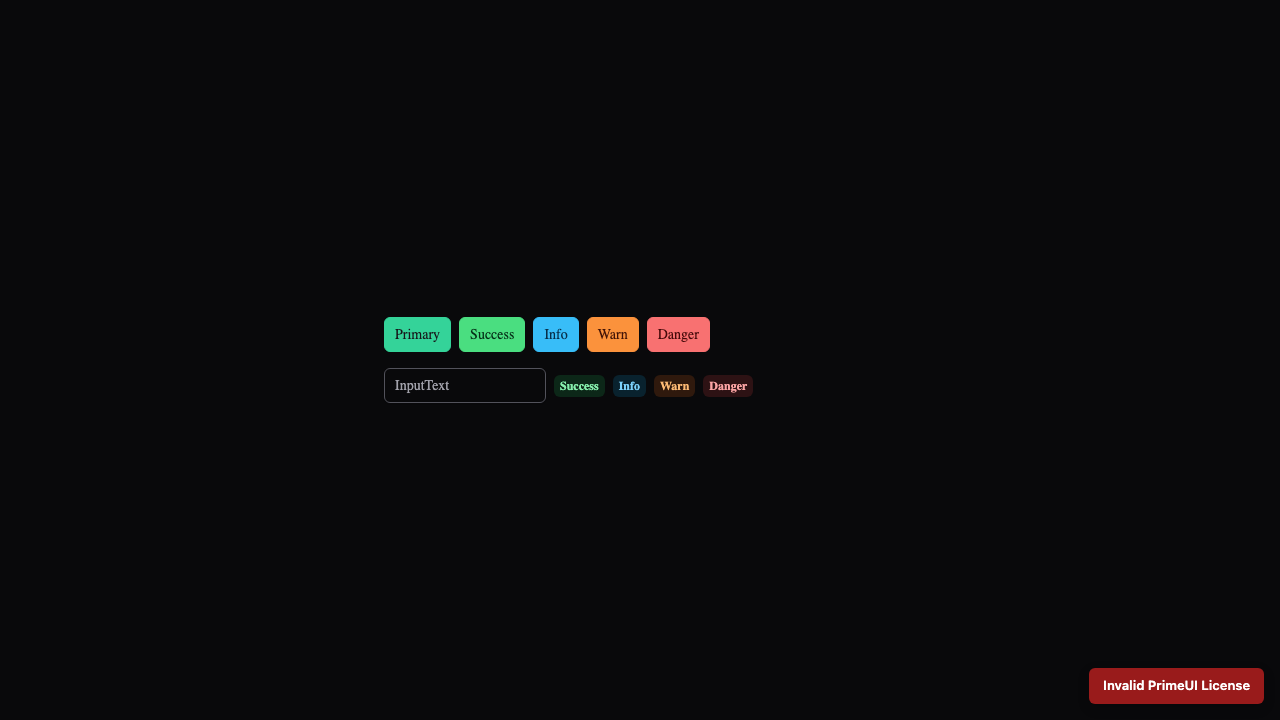 Primary Success Info Warn Danger
InputText Success Info Warn Danger
Invalid PrimeUI License